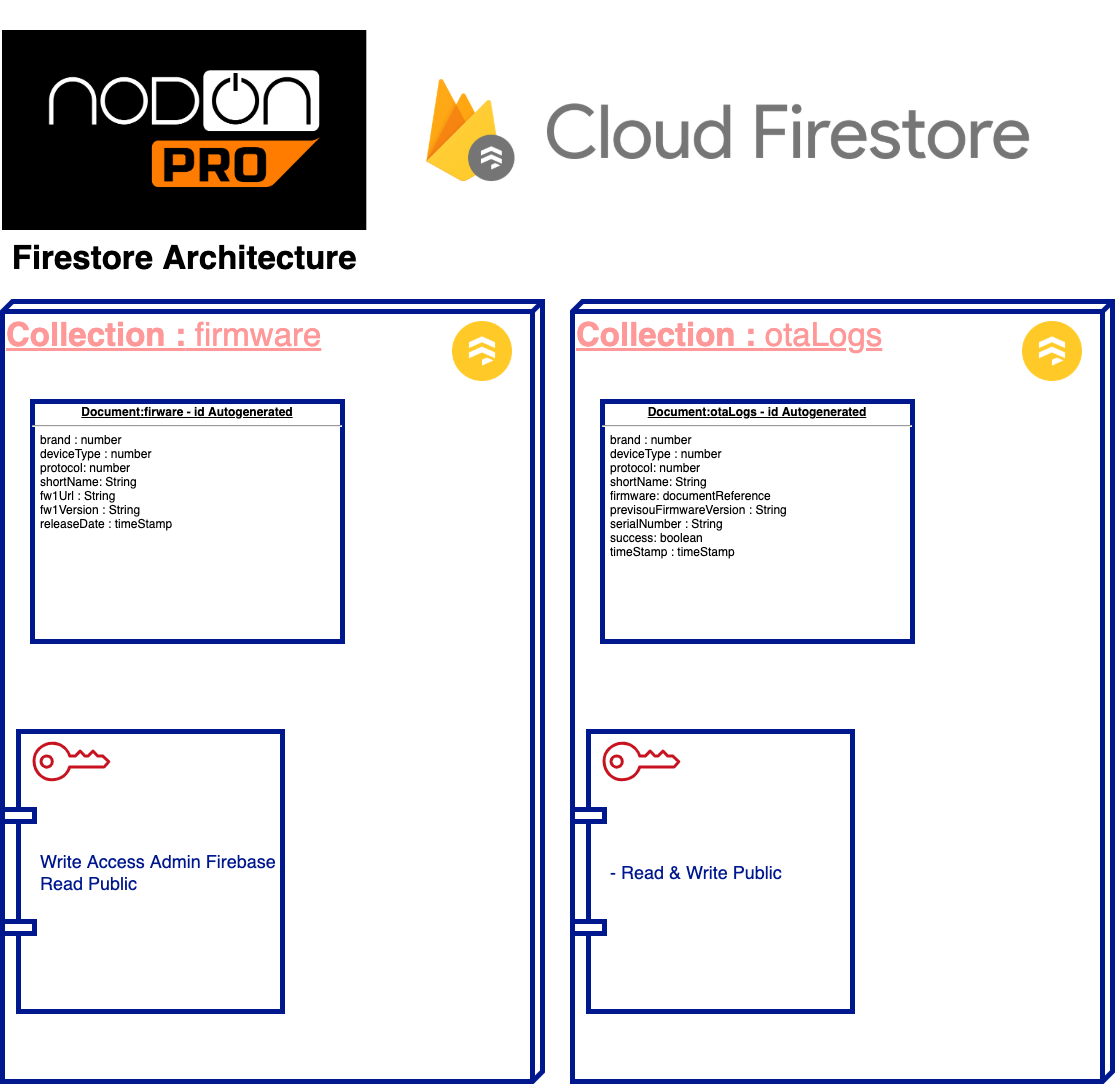 NODON
PRO
Cloud Firestore
Firestore Architecture
Collection : firmware
Document:firware - id Autogenerated
brand : number
deviceType : number
protocol: number
shortName: String
fw1Url : String
fw1Version : String
releaseDate : timeStamp
Write Access Admin Firebase
Read Public
Collection : otaLogs
Document:otaLogs - id Autogenerated
brand : number
deviceType : number
protocol: number
shortName: String
firmware: documentReference
previsouFirmwareVersion : String
serialNumber : String
success: boolean
timeStamp : timeStamp
- Read & Write Public